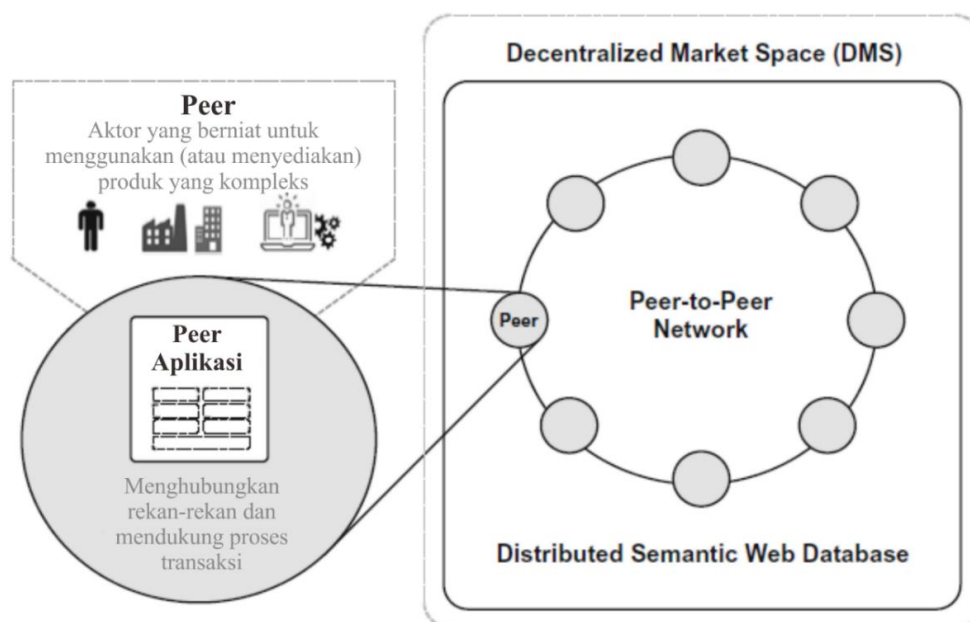 Decentralized Market Space (DMS)
Peer
Aktor yang berniat untuk
menggunakan (atau menyediakan)
produk yang kompleks
Peer
Aplikasi
Menghubungkan
rekan-rekan dan
mendukung proses
transaksi
Peer
Peer-to-Peer
Network
Distributed Semantic Web Database